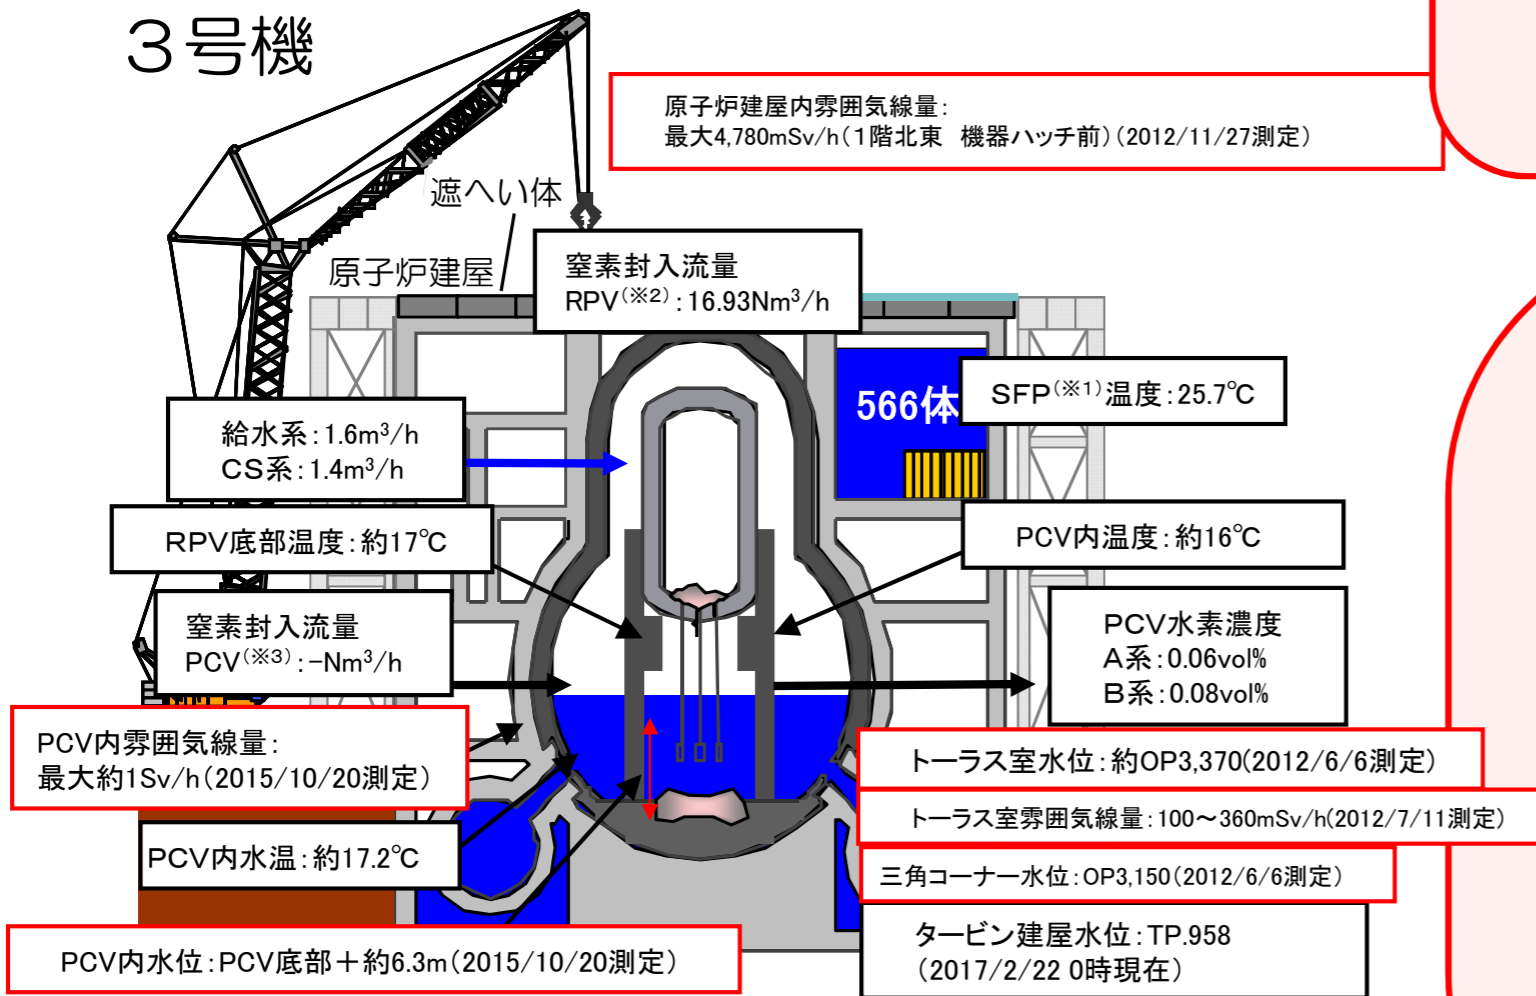 3号機
原子炉建屋内雰囲気線量:
最大4,780mSv/h(1階北東 機器ハッチ前)(2012/11/27測定)
遮へい体
原子炉建屋
窒素封入流量
RPV(※2):16.93Nm³/h
566体
SFP(※1)温度:25.7℃
給水系:1.6m³/h
CS系:1.4m³/h
RPV底部温度:約17℃
PCV内温度:約16℃
窒素封入流量
PCV(※3):-Nm³/h
PCV水素濃度
A系:0.06vol%
B系:0.08vol%
PCV内雰囲気線量:
最大約1Sv/h(2015/10/20測定)
トーラス室水位:約OP3,370(2012/6/6測定)
トーラス室雰囲気線量:100～360mSv/h(2012/7/11測定)
PCV内水温:約17.2℃
三角コーナー水位:OP3,150(2012/6/6測定)
PCV内水位:PCV底部+約6.3m(2015/10/20測定)
タービン建屋水位:TP.958
(2017/2/22 0時現在)